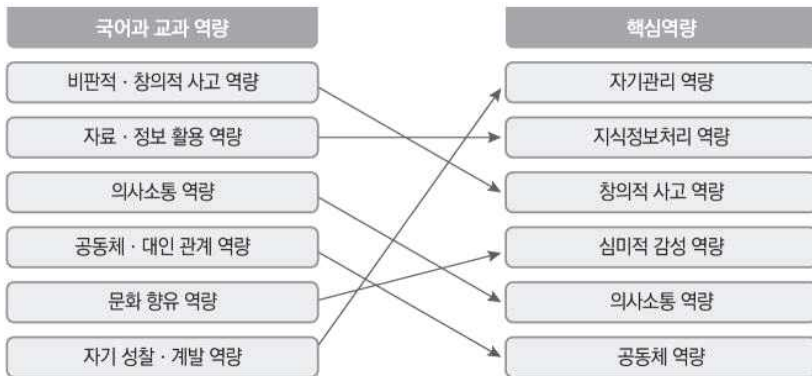 국어과 교과 역량
비판적 · 창의적 사고 역량
자료 · 정보 활용 역량
의사소통 역량
공동체 · 대인 관계 역량
문화 향유 역량
자기 성찰 · 계발 역량
핵심역량
자기관리 역량
지식정보처리 역량
창의적 사고 역량
심미적 감성 역량
의사소통 역량
공동체 역량